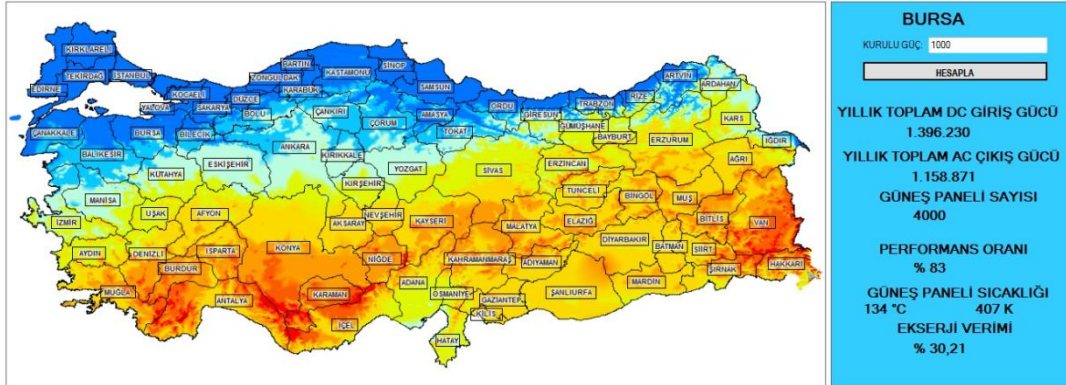 KIRKLARELİ
TEKİRDAĞ
İSTANBUL
EDİRNE
KOCAELİ
YALOVA
SAKARYA
DÜZCE
BOLU
ZONGULDAK
BARTIN
KARABÜK
KASTAMONU
SİNOP
SAMSUN
ÇANKIRI
ÇORUM
AMASYA
TOKAT
ORDU
GİRESUN
TRABZON
RİZE
ARTVİN
ARDAHAN
KARS
GÜMÜŞHANE
BAYBURT
ERZURUM
IĞDIR
AĞRI
ÇANAKKALE
BURSA
BİLECİK
BALIKESİR
ESKİŞEHİR
KÜTAHYA
ANKARA
KIRIKKALE
KIRŞEHİR
YOZGAT
SİVAS
ERZİNCAN
TUNCELİ
BİNGÖL
MUŞ
BİTLİS
VAN
MANİSA
İZMİR
UŞAK
AFYON
AKSARAY
NEVŞEHİR
KAYSERİ
MALATYA
ELAZIĞ
DİYARBAKIR
BATMAN
SİİRT
ŞIRNAK
HAKKARİ
AYDIN
DENİZLİ
ISPARTA
BURDUR
KONYA
NİĞDE
KAHRAMANMARAŞ
ADIYAMAN
MARDİN
ŞANLIURFA
MUĞLA
ANTALYA
KARAMAN
İÇEL
ADANA
OSMANİYE
GAZİANTEP
KİLİS
HATAY
BURSA
KURULU GÜÇ: 1000
HESAPLA
YILLIK TOPLAM DC GİRİŞ GÜCÜ
1.396.230
YILLIK TOPLAM AC ÇIKIŞ GÜCÜ
1.158.871
GÜNEŞ PANELİ SAYISI
4000
PERFORMANS ORANI
% 83
GÜNEŞ PANELİ SICAKLIĞI
134 °C 407 K
EKSERJİ VERİMİ
% 30,21